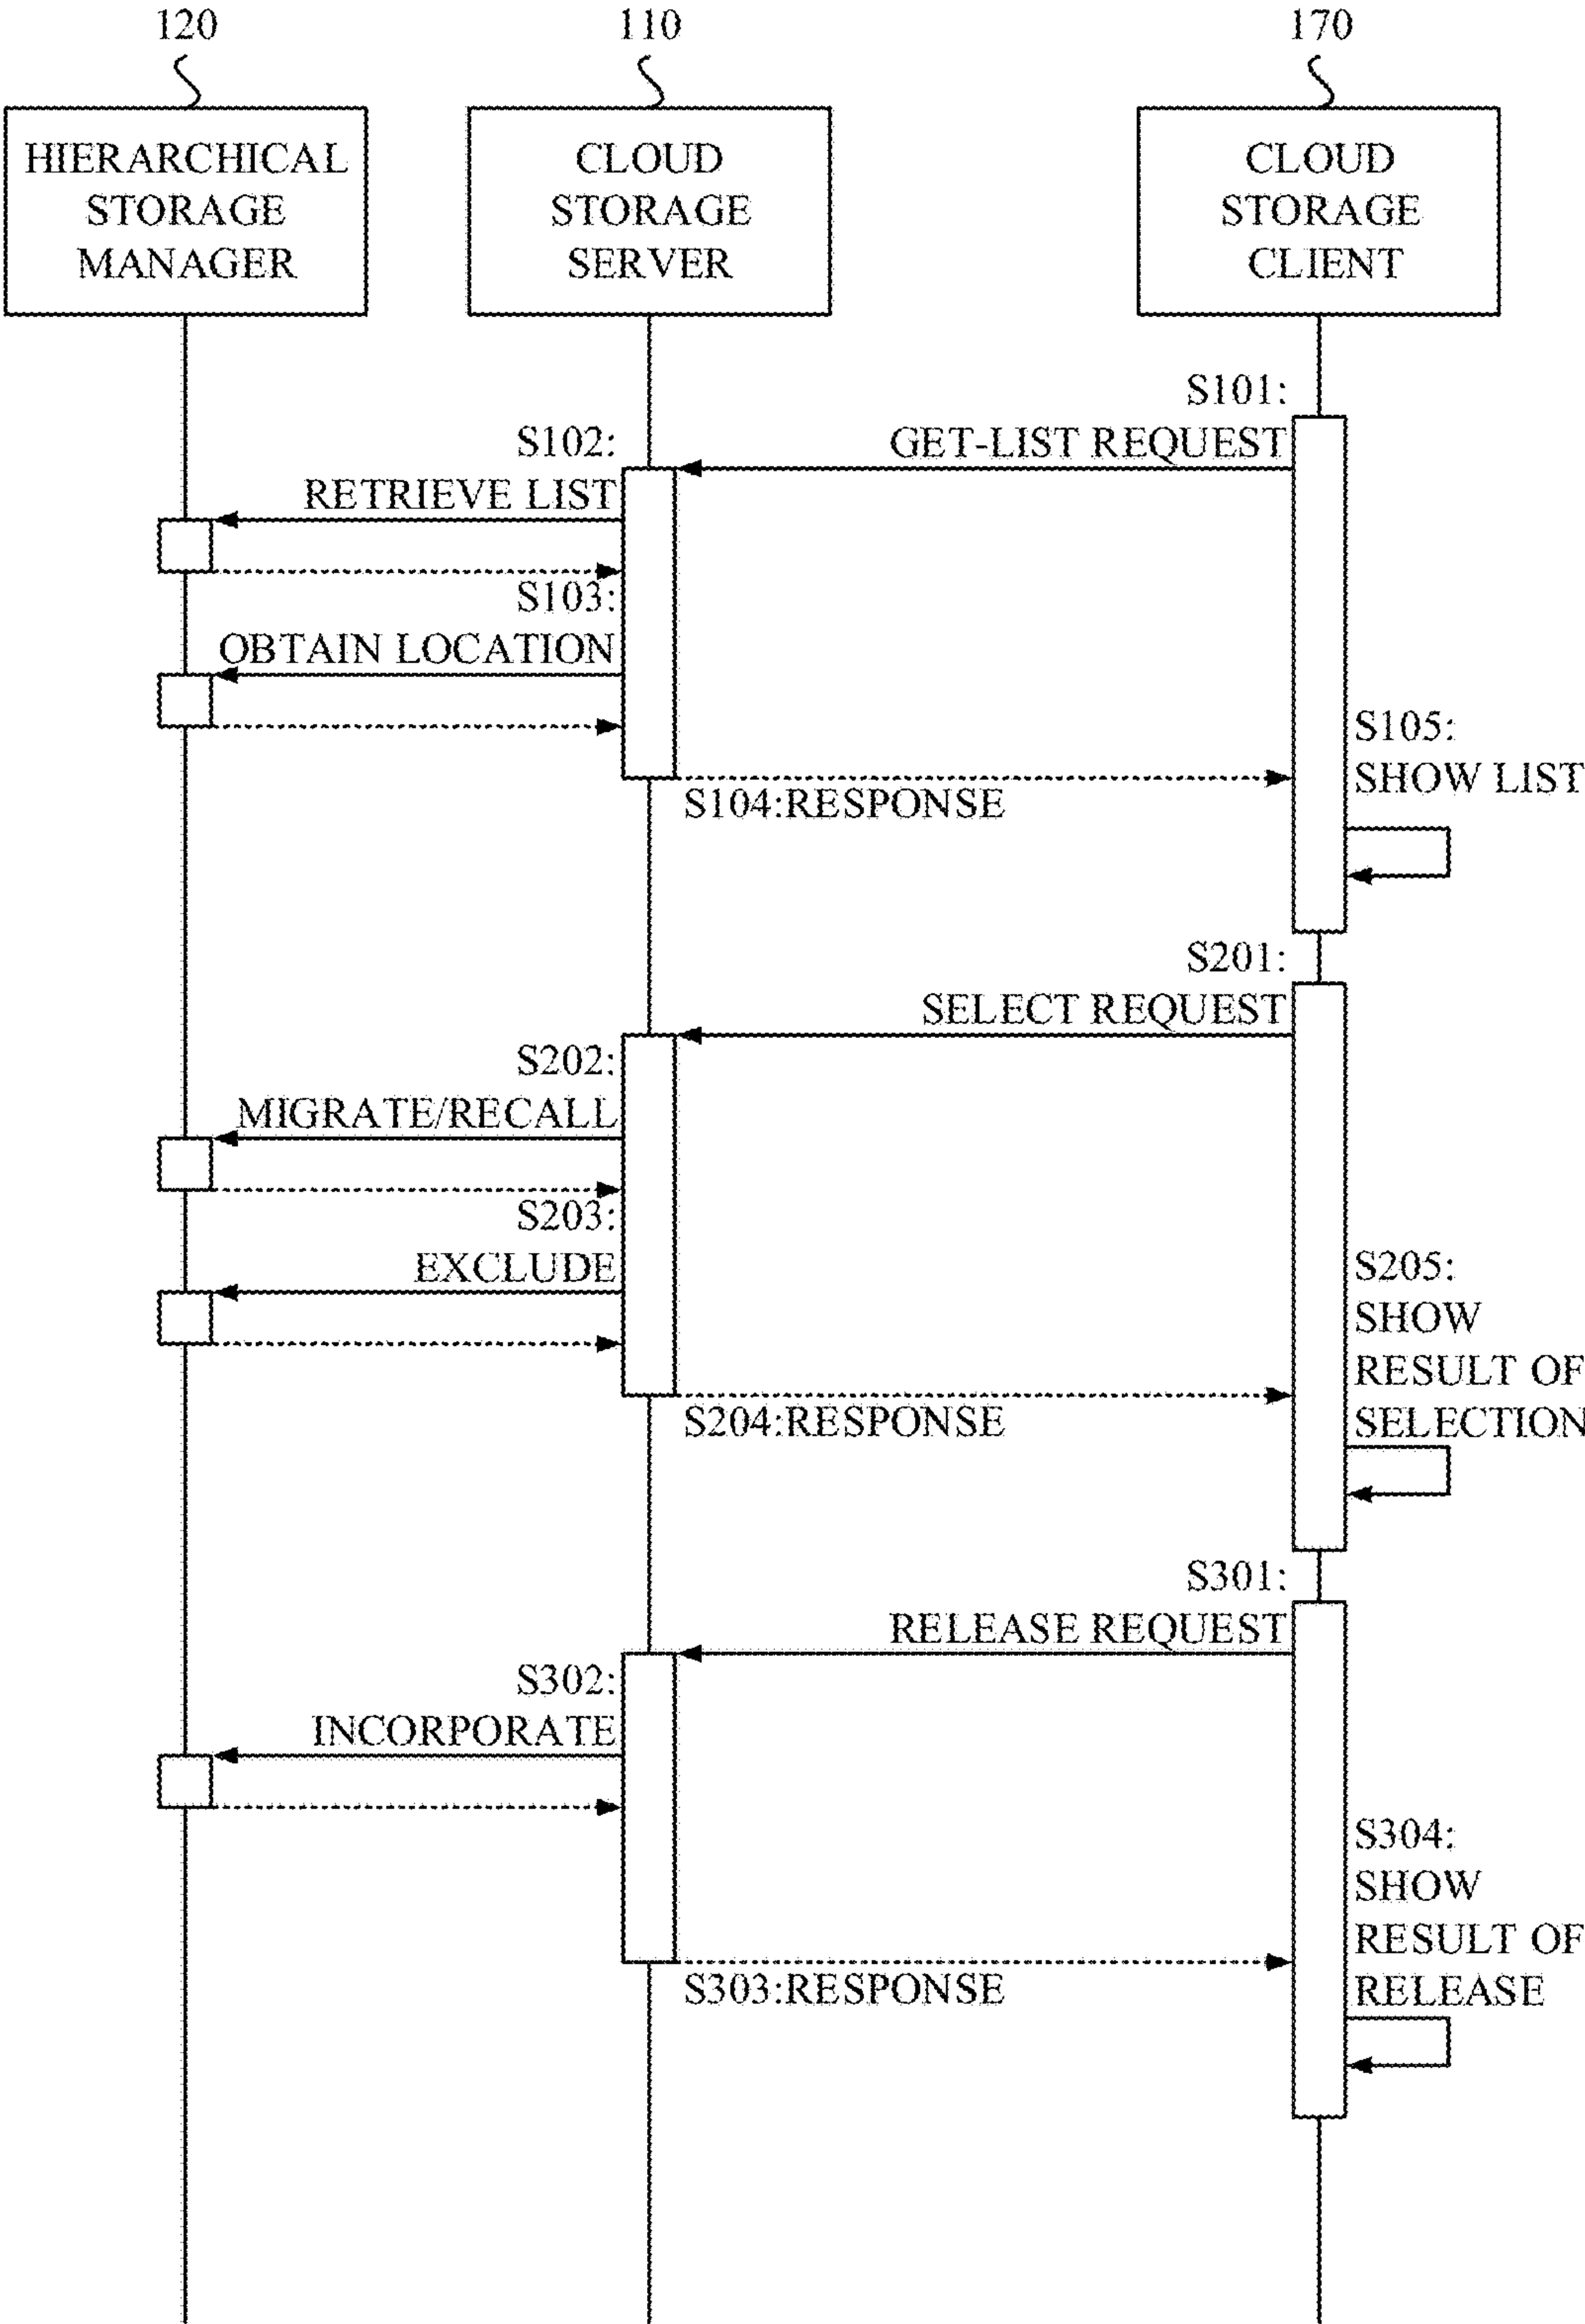 120
110
170
HIERARCHICAL
STORAGE
MANAGER
CLOUD
STORAGE
SERVER
CLOUD
STORAGE
CLIENT
S101:
GET-LIST REQUEST
S102:
RETRIEVE LIST
S103:
OBTAIN LOCATION
S104:RESPONSE
S105:
SHOW LIST
S201:
SELECT REQUEST
S202:
MIGRATE/RECALL
S203:
EXCLUDE
S204:RESPONSE
S205:
SHOW
RESULT OF
SELECTION
S301:
RELEASE REQUEST
S302:
INCORPORATE
S303:RESPONSE
S304:
SHOW
RESULT OF
RELEASE